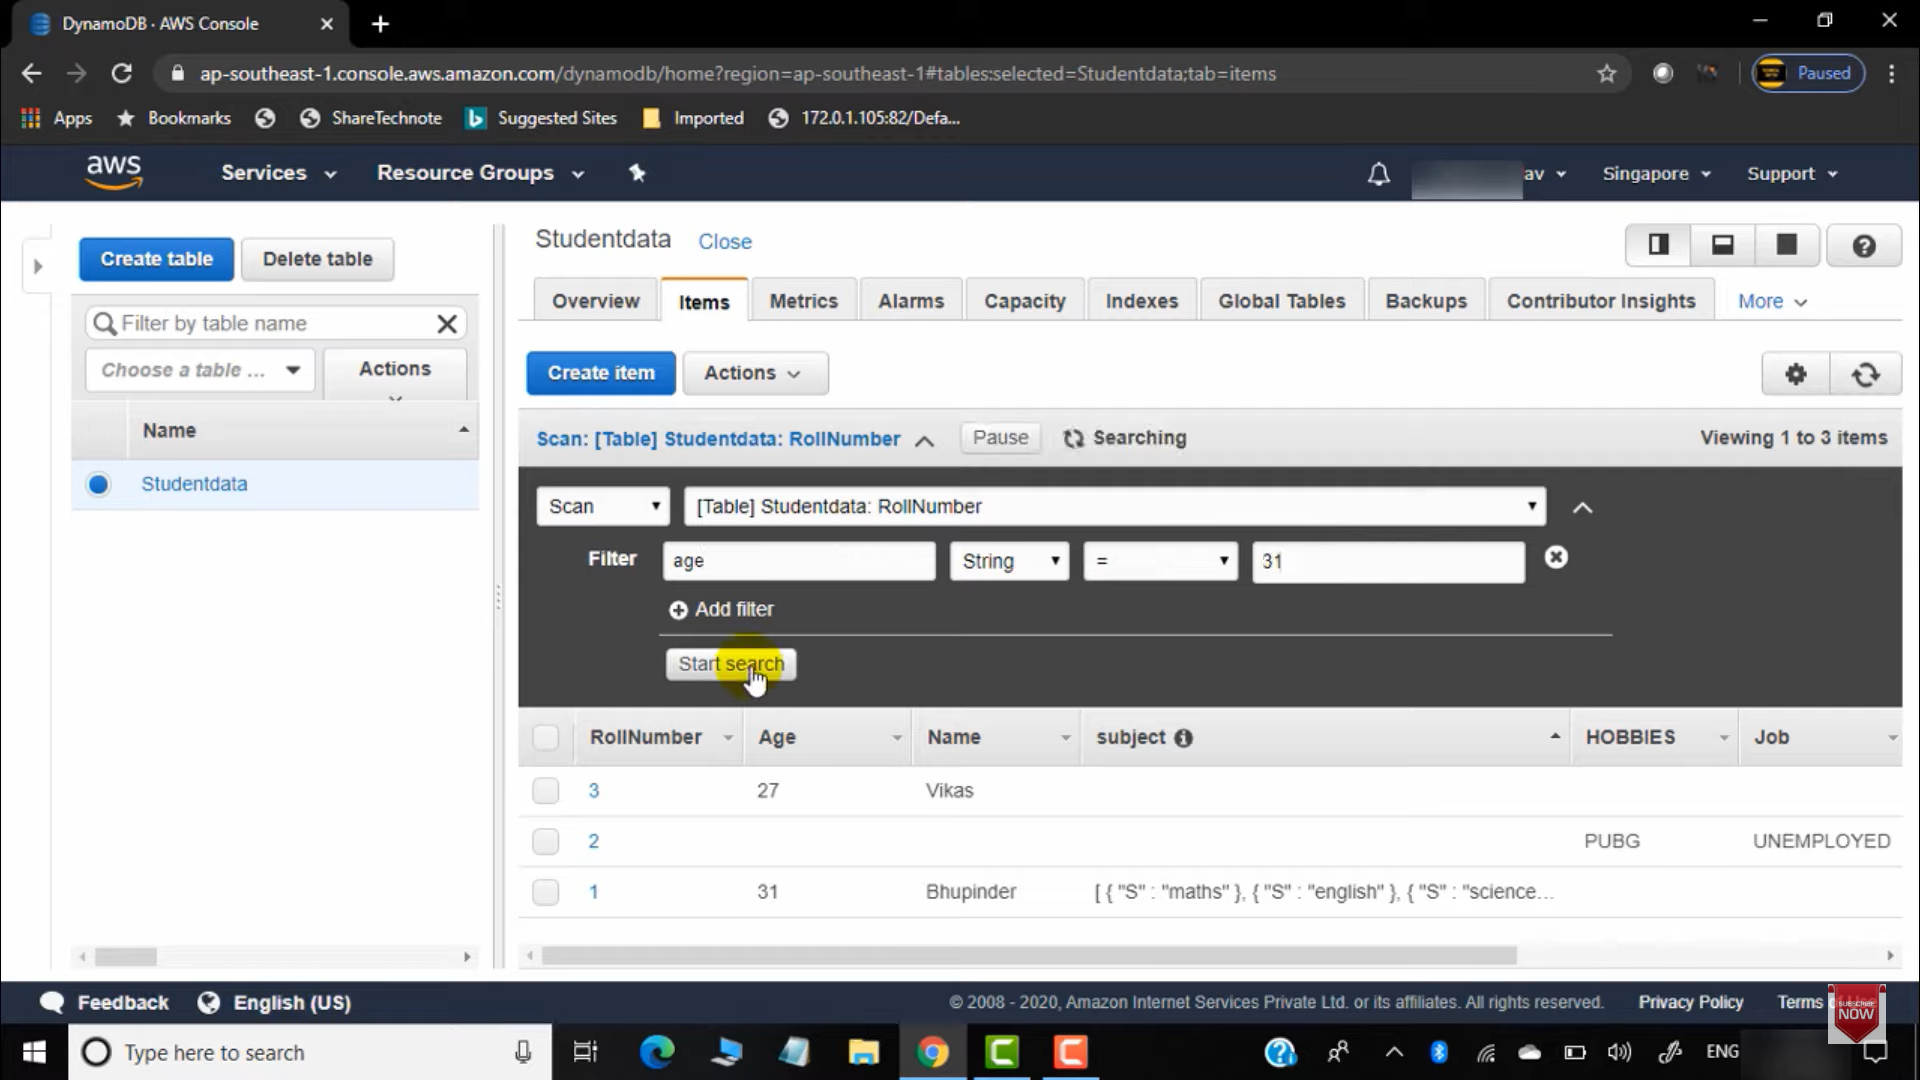 DynamoDB · AWS Console
ap-southeast-1.console.aws.amazon.com/dynamodb/home?region=ap-southeast-1#tables:selected=Studentdata;tab=items
Paused
Apps
Bookmarks
ShareTechnote
Suggested Sites
Imported
172.0.1.105:82/Defa...
aws
Services
Resource Groups
av
Singapore
Support
Create table
Delete table
Filter by table name
Choose a table ...
Actions
Name
Studentdata
Studentdata
Close
Overview
Items
Metrics
Alarms
Capacity
Indexes
Global Tables
Backups
Contributor Insights
More
Create item
Actions
Scan: [Table] Studentdata: RollNumber
Pause
Searching
Viewing 1 to 3 items
Scan
[Table] Studentdata: RollNumber
Filter
age
String
=
31
Add filter
Start search
RollNumber
Age
Name
subject
HOBBIES
Job
3
27
Vikas
2
PUBG
UNEMPLOYED
1
31
Bhupinder
[ { "S" : "maths" }, { "S" : "english" }, { "S" : "science...
Feedback
English (US)
© 2008 - 2020, Amazon Internet Services Private Ltd. or its affiliates. All rights reserved.
Privacy Policy
Terms
SUBSCRIBE
NOW
Type here to search
ENG